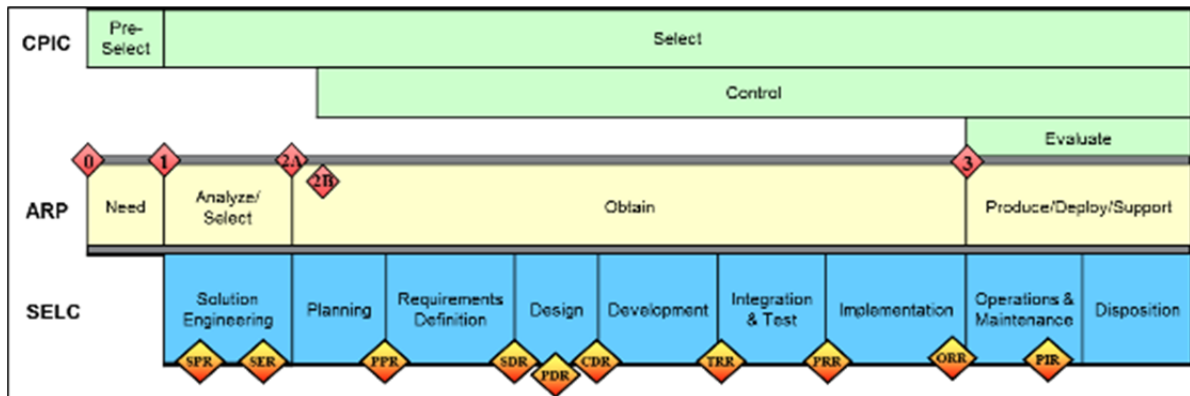 CPIC
Pre-
Select
Select
Control
Evaluate
0
1
2A
2B
3
ARP
Need
Analyze/
Select
Obtain
Produce/Deploy/Support
SELC
Solution
Engineering
Planning
Requirements
Definition
Design
Development
Integration
& Test
Implementation
Operations &
Maintenance
Disposition
SPR
SER
PPR
SDR
PDR
CDR
TRR
PRR
ORR
PIR